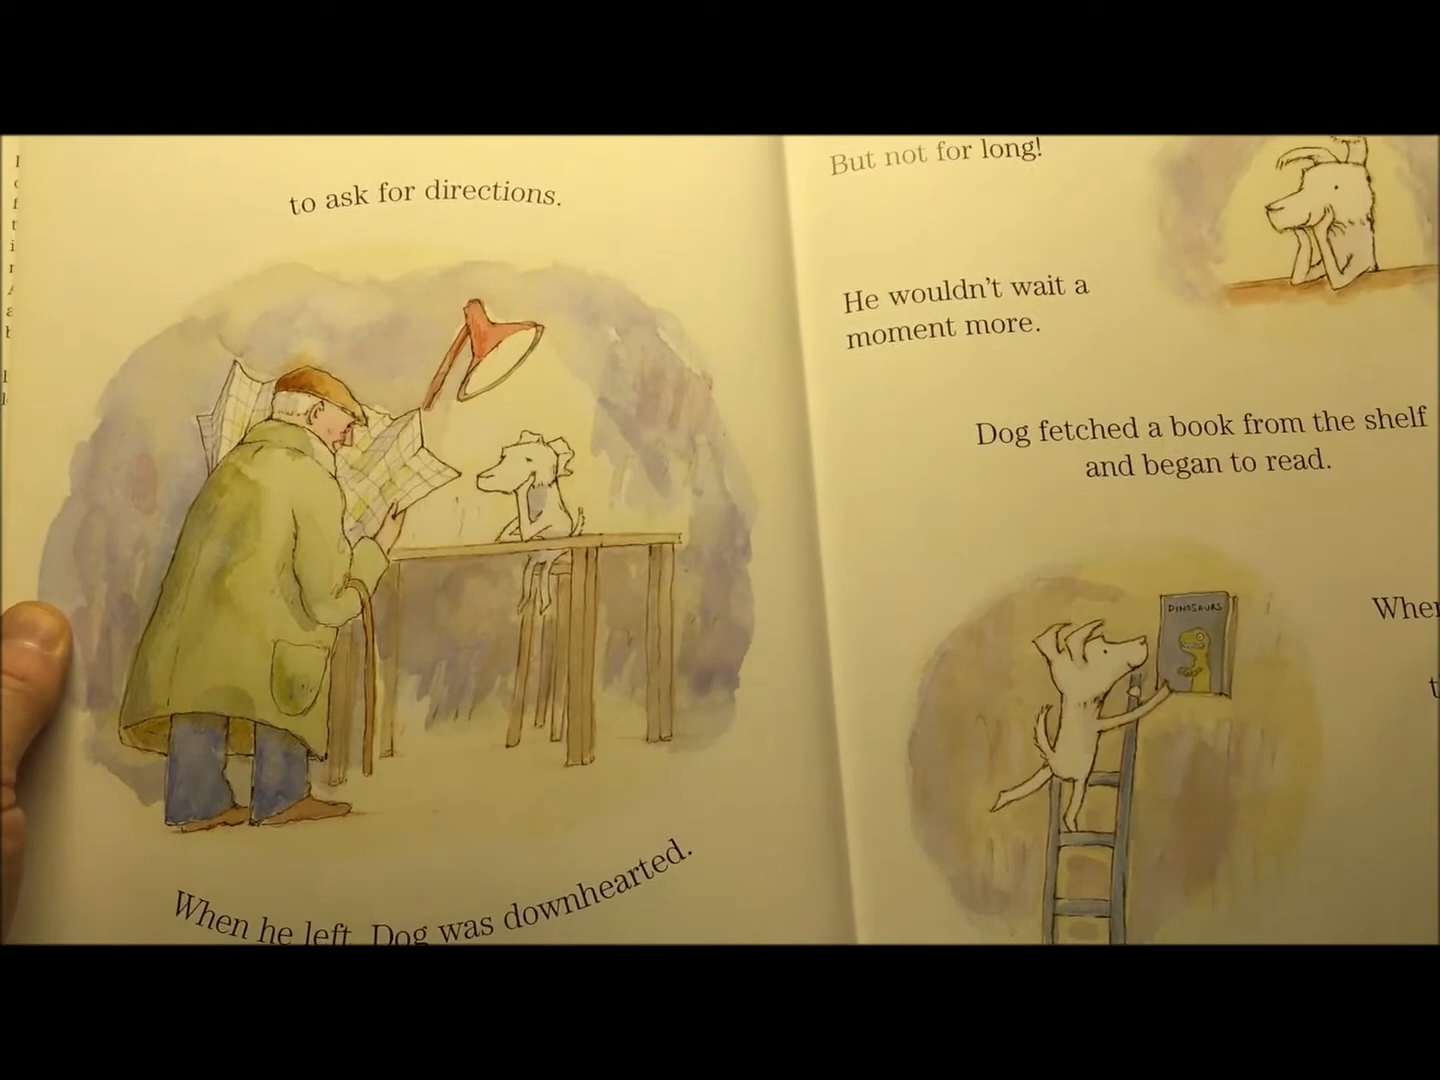 to ask for directions.
When he left, Dog was downhearted.
But not for long!
He wouldn't wait a
moment more.
Dog fetched a book from the shelf
and began to read.
DINOSAURS